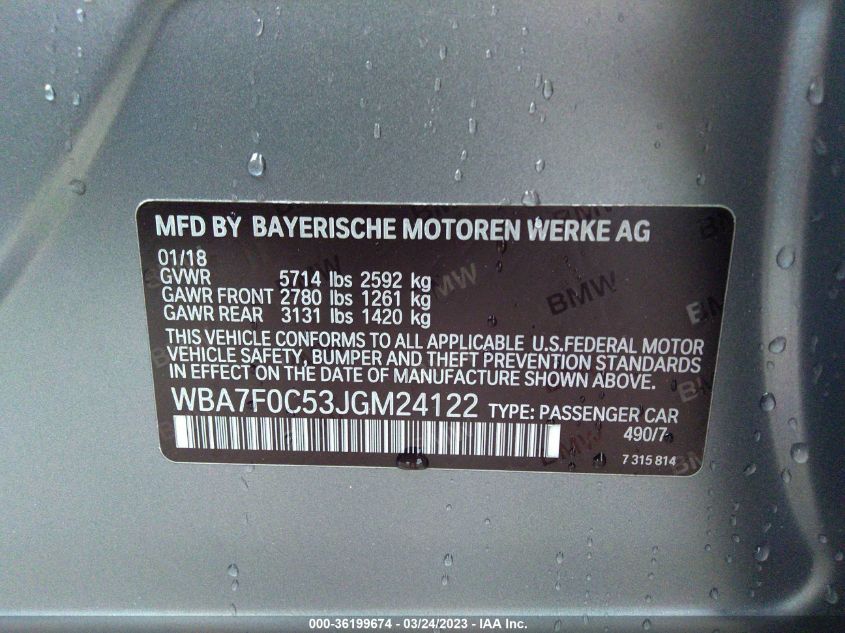 MFD BY BAYERISCHE MOTOREN WERKE AG
01/18
GVWR 5714 lbs 2592 kg
GAWR FRONT 2780 lbs 1261 kg
GAWR REAR 3131 lbs 1420 kg
THIS VEHICLE CONFORMS TO ALL APPLICABLE U.S.FEDERAL MOTOR
VEHICLE SAFETY, BUMPER AND THEFT PREVENTION STANDARDS
IN EFFECT ON THE DATE OF MANUFACTURE SHOWN ABOVE.
WBA7F0C53JGM24122 TYPE: PASSENGER CAR
490/7
7 315 814
BMW
BMW
BMW
000-36199674 - 03/24/2023 - IAA Inc.